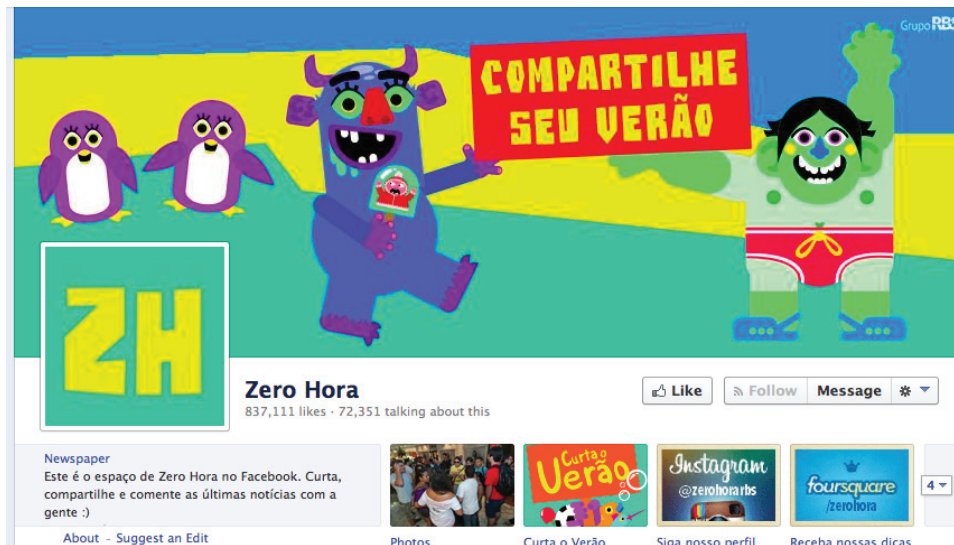 Grupo RBS
COMPARTILHE
SEU VERÃO
ZH
Zero Hora
837,111 likes · 72,351 talking about this
Like
Follow
Message
Newspaper
Este é o espaço de Zero Hora no Facebook. Curta,
compartilhe e comente as últimas notícias com a
gente :)
About - Suggest an Edit
Curta o
Verão
Instagram
@zerohorarbs
foursquare
/zerohora
4
Photos
Curta o Verão
Siga nosso perfil
Receba nossas dicas